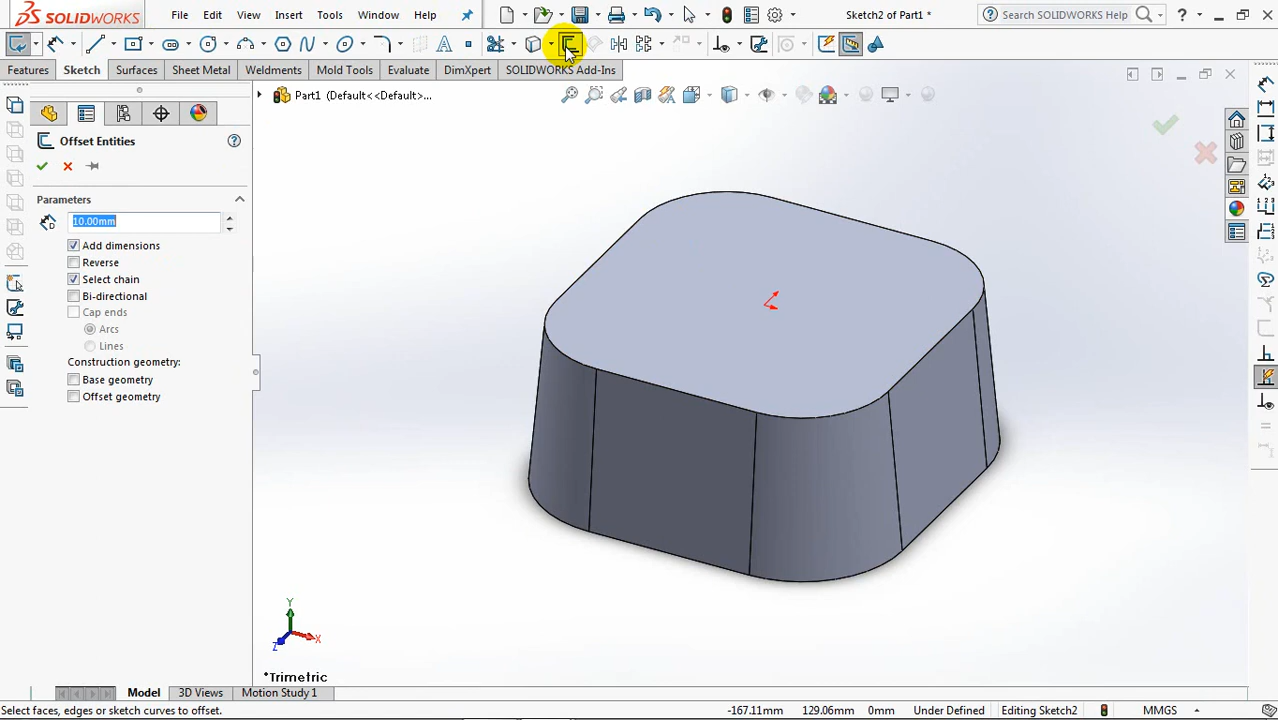 SOLIDWORKS File Edit View Insert Tools Window Help Sketch2 of Part1 * Search SOLIDWORKS Help
Features Sketch Surfaces Sheet Metal Weldments Mold Tools Evaluate DimXpert SOLIDWORKS Add-Ins
Part1 (Default<<Default>...
Offset Entities
Parameters
10.00mm
Add dimensions
Reverse
Select chain
Bi-directional
Cap ends
Arcs
Lines
Construction geometry:
Base geometry
Offset geometry
Y
X
Z
*Trimetric
Model 3D Views Motion Study 1
Select faces, edges or sketch curves to offset. -167.11mm 129.06mm 0mm Under Defined Editing Sketch2 MMGS